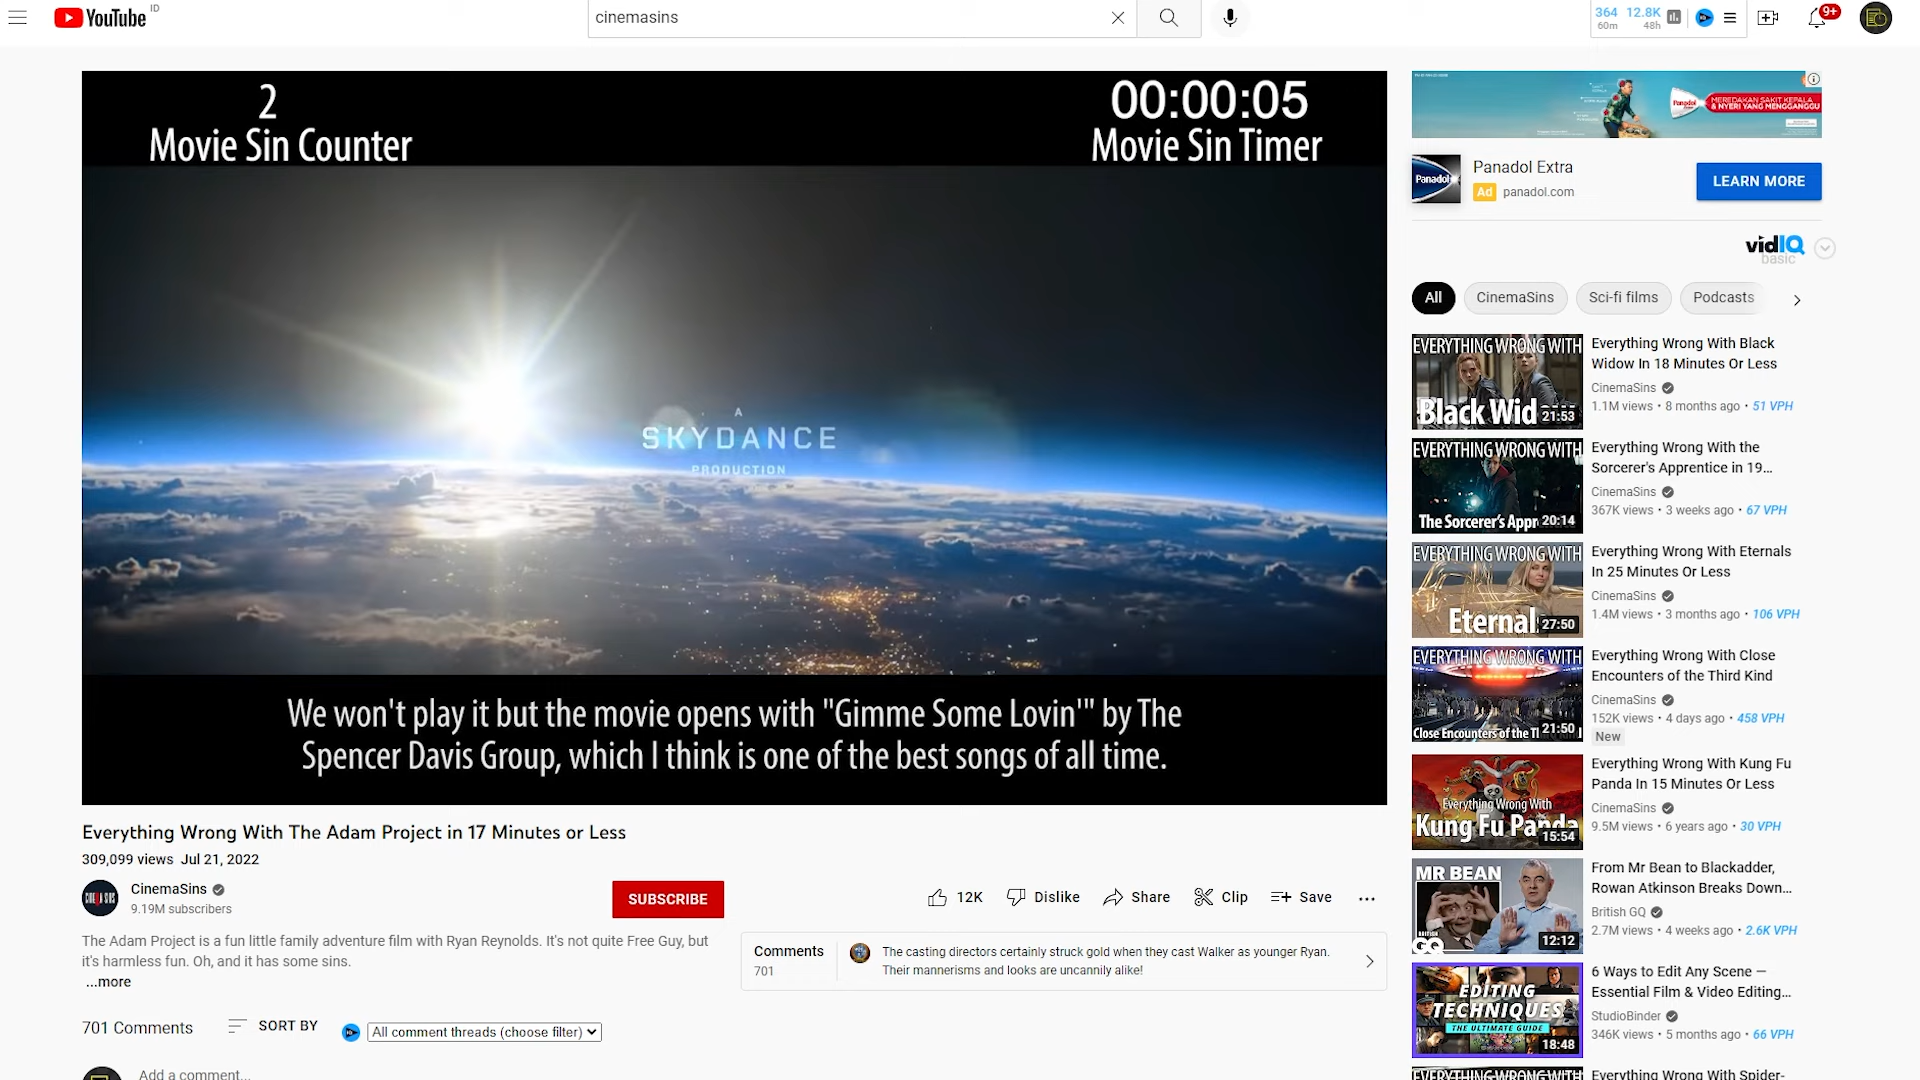 YouTube ID
cinemasins
364 12.8K
60m 48h
9+
2
Movie Sin Counter
00:00:05
Movie Sin Timer
A
SKYDANCE
PRODUCTION
We won't play it but the movie opens with "Gimme Some Lovin'" by The
Spencer Davis Group, which I think is one of the best songs of all time.
Everything Wrong With The Adam Project in 17 Minutes or Less
309,099 views Jul 21, 2022
CinemaSins
9.19M subscribers
SUBSCRIBE
12K Dislike Share Clip Save
The Adam Project is a fun little family adventure film with Ryan Reynolds. It's not quite Free Guy, but
it's harmless fun. Oh, and it has some sins.
...more
Comments
701
The casting directors certainly struck gold when they cast Walker as younger Ryan.
Their mannerisms and looks are uncannily alike!
701 Comments SORT BY All comment threads (choose filter)
Add a comment...
Panadol
MEREDAKAN SAKIT KEPALA
& NYERI YANG MENGGANGGU
Panadol
Panadol Extra
Ad panadol.com
LEARN MORE
vidIQ
basic
All CinemaSins Sci-fi films Podcasts
EVERYTHING WRONG WITH
Black Wid
21:53
Everything Wrong With Black
Widow In 18 Minutes Or Less
CinemaSins
1.1M views • 8 months ago • 51 VPH
EVERYTHING WRONG WITH
The Sorcerer's Appr
20:14
Everything Wrong With the
Sorcerer's Apprentice in 19...
CinemaSins
367K views • 3 weeks ago • 67 VPH
EVERYTHING WRONG WITH
Eternal
27:50
Everything Wrong With Eternals
In 25 Minutes Or Less
CinemaSins
1.4M views • 3 months ago • 106 VPH
EVERYTHING WRONG WITH
Close Encounters of the T
21:50
Everything Wrong With Close
Encounters of the Third Kind
CinemaSins
152K views • 4 days ago • 458 VPH
New
Everything Wrong With
Kung Fu Panda
15:54
Everything Wrong With Kung Fu
Panda In 15 Minutes Or Less
CinemaSins
9.5M views • 6 years ago • 30 VPH
MR BEAN
BRITISH
GQ
12:12
From Mr Bean to Blackadder,
Rowan Atkinson Breaks Down...
British GQ
2.7M views • 4 weeks ago • 2.6K VPH
EDITING
TECHNIQUES
THE ULTIMATE GUIDE
18:48
6 Ways to Edit Any Scene —
Essential Film & Video Editing...
StudioBinder
346K views • 5 months ago • 66 VPH
EVERYTHING WRONG WITH
Everything Wrong With Spider-